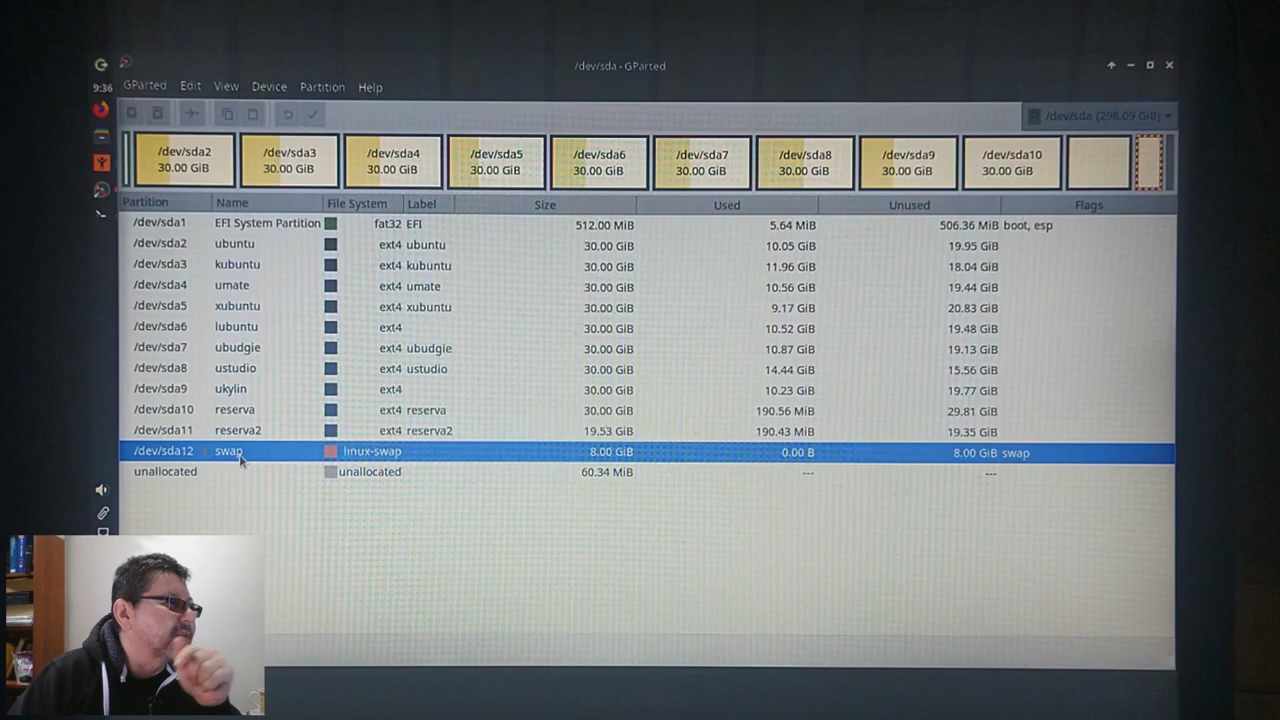 /dev/sda - GParted
9:36
GParted Edit View Device Partition Help
/dev/sda (298.09 GiB)
/dev/sda2 /dev/sda3 /dev/sda4 /dev/sda5 /dev/sda6 /dev/sda7 /dev/sda8 /dev/sda9 /dev/sda10
30.00 GiB 30.00 GiB 30.00 GiB 30.00 GiB 30.00 GiB 30.00 GiB 30.00 GiB 30.00 GiB 30.00 GiB
Partition Name File System Label Size Used Unused Flags
/dev/sda1 EFI System Partition fat32 EFI 512.00 MiB 5.64 MiB 506.36 MiB boot, esp
/dev/sda2 ubuntu ext4 ubuntu 30.00 GiB 10.05 GiB 19.95 GiB
/dev/sda3 kubuntu ext4 kubuntu 30.00 GiB 11.96 GiB 18.04 GiB
/dev/sda4 umate ext4 umate 30.00 GiB 10.56 GiB 19.44 GiB
/dev/sda5 xubuntu ext4 xubuntu 30.00 GiB 9.17 GiB 20.83 GiB
/dev/sda6 lubuntu ext4 30.00 GiB 10.52 GiB 19.48 GiB
/dev/sda7 ubudgie ext4 ubudgie 30.00 GiB 10.87 GiB 19.13 GiB
/dev/sda8 ustudio ext4 ustudio 30.00 GiB 14.44 GiB 15.56 GiB
/dev/sda9 ukylin ext4 30.00 GiB 10.23 GiB 19.77 GiB
/dev/sda10 reserva ext4 reserva 30.00 GiB 190.56 MiB 29.81 GiB
/dev/sda11 reserva2 ext4 reserva2 19.53 GiB 190.43 MiB 19.35 GiB
/dev/sda12 swap linux-swap 8.00 GiB 0.00 B 8.00 GiB swap
unallocated unallocated 60.34 MiB --- ---